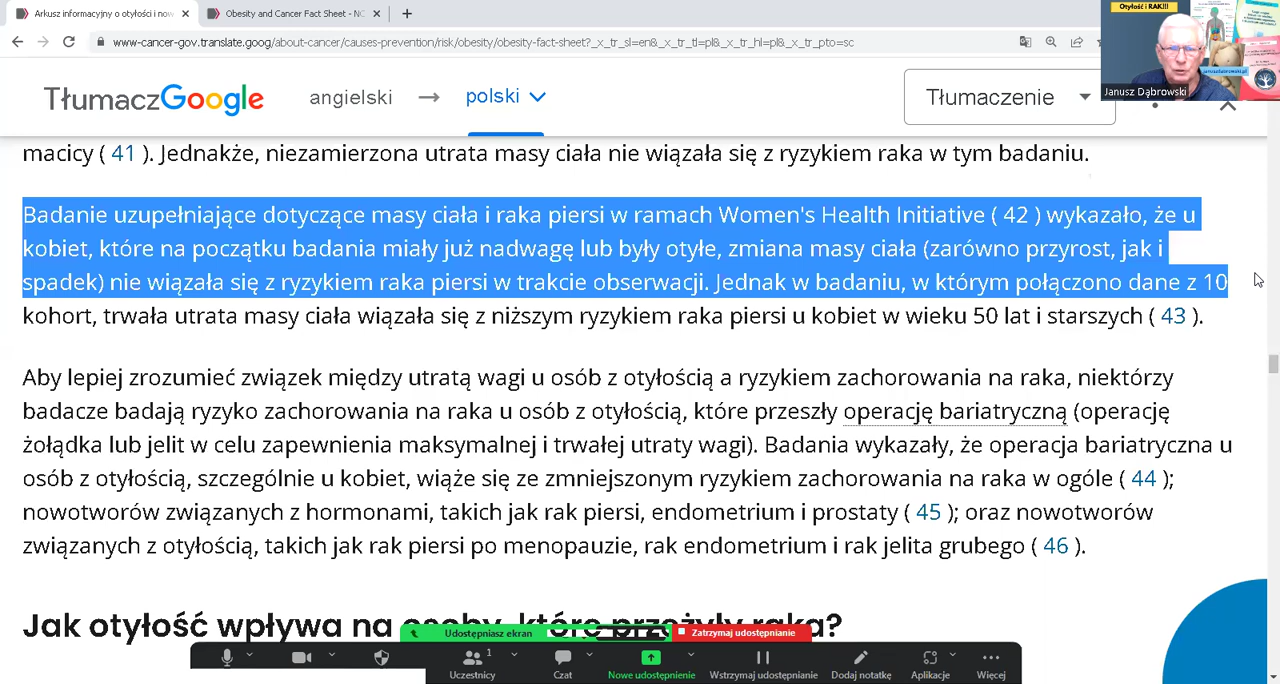 Arkusz informacyjny o otyłości i now
Obesity and Cancer Fact Sheet - NC
www-cancer-gov.translate.goog/about-cancer/causes-prevention/risk/obesity/obesity-fact-sheet?_x_tr_sl=en&_x_tr_tl=pl&_x_tr_hl=pl&_x_tr_pto=sc
Otyłość i RAK!!!
januszdabrowski.pl
Janusz Dąbrowski
TłumaczGoogle
angielski → polski
Tłumaczenie
macicy ( 41 ). Jednakże, niezamierzona utrata masy ciała nie wiązała się z ryzykiem raka w tym badaniu.
Badanie uzupełniające dotyczące masy ciała i raka piersi w ramach Women's Health Initiative ( 42 ) wykazało, że u
kobiet, które na początku badania miały już nadwagę lub były otyłe, zmiana masy ciała (zarówno przyrost, jak i
spadek) nie wiązała się z ryzykiem raka piersi w trakcie obserwacji. Jednak w badaniu, w którym połączono dane z 10
kohort, trwała utrata masy ciała wiązała się z niższym ryzykiem raka piersi u kobiet w wieku 50 lat i starszych ( 43 ).
Aby lepiej zrozumieć związek między utratą wagi u osób z otyłością a ryzykiem zachorowania na raka, niektórzy
badacze badają ryzyko zachorowania na raka u osób z otyłością, które przeszły operację bariatryczną (operację
żołądka lub jelit w celu zapewnienia maksymalnej i trwałej utraty wagi). Badania wykazały, że operacja bariatryczna u
osób z otyłością, szczególnie u kobiet, wiąże się ze zmniejszonym ryzykiem zachorowania na raka w ogóle ( 44 );
nowotworów związanych z hormonami, takich jak rak piersi, endometrium i prostaty ( 45 ); oraz nowotworów
związanych z otyłością, takich jak rak piersi po menopauzie, rak endometrium i rak jelita grubego ( 46 ).
Jak otyłość wpływa na osoby, które przeżyły raka?
Udostępniasz ekran
Zatrzymaj udostępnianie
1
Uczestnicy
Czat
Nowe udostępnienie
Wstrzymaj udostępnianie
Dodaj notatkę
Aplikacje
Więcej